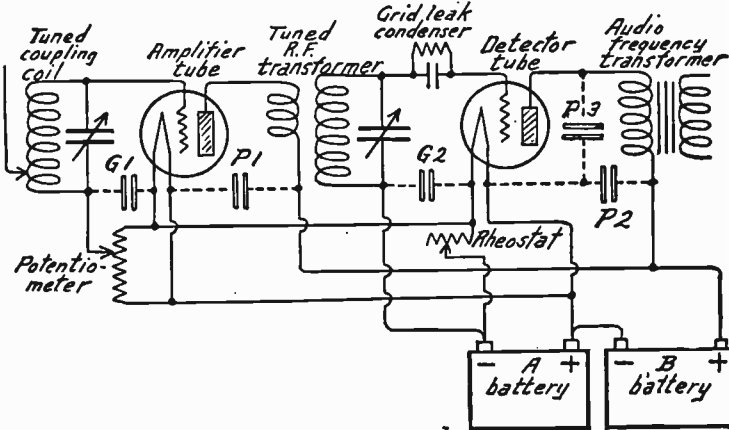 Tuned
coupling
coil
Amplifier
tube
Tuned
R.F.
transformer
Grid leak
condenser
Detector
tube
Audio
frequency
transformer
G1
P1
G2
P3
P2
Potentio-
meter
Rheostat
- +
A
battery
- +
B
battery